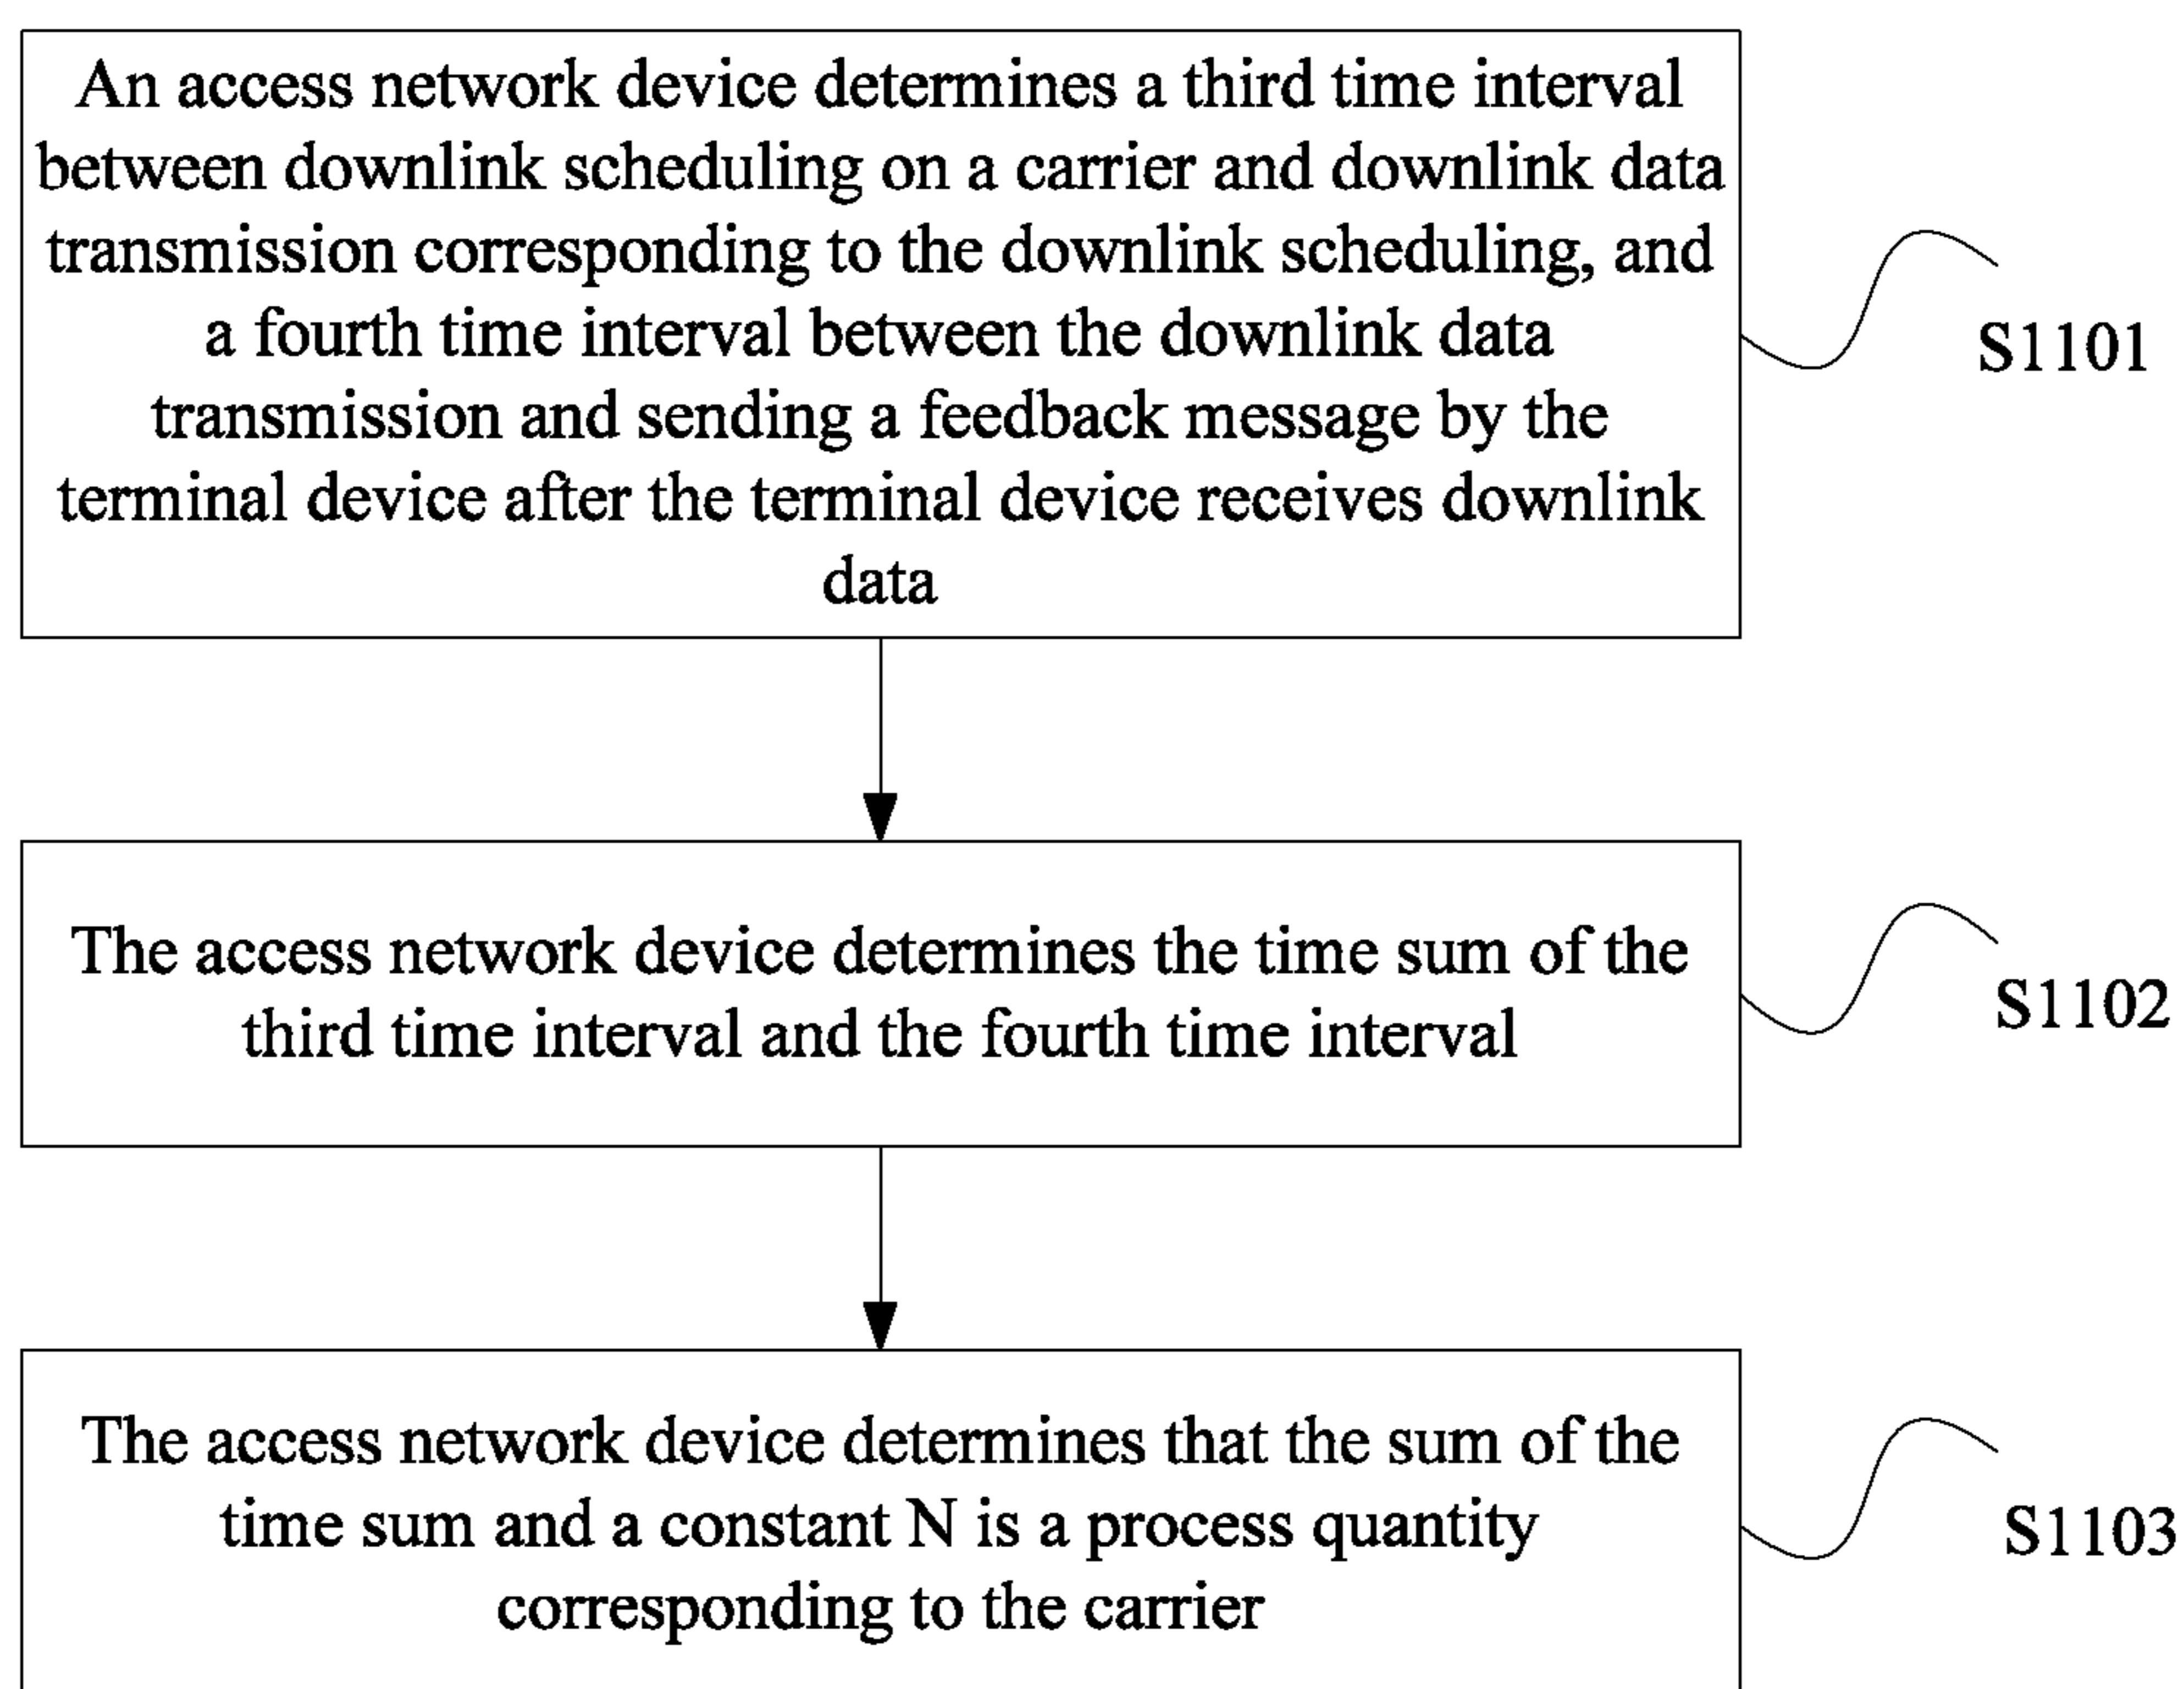 An access network device determines a third time interval
between downlink scheduling on a carrier and downlink data
transmission corresponding to the downlink scheduling, and
a fourth time interval between the downlink data
transmission and sending a feedback message by the
terminal device after the terminal device receives downlink
data
S1101
The access network device determines the time sum of the
third time interval and the fourth time interval
S1102
The access network device determines that the sum of the
time sum and a constant N is a process quantity
corresponding to the carrier
S1103